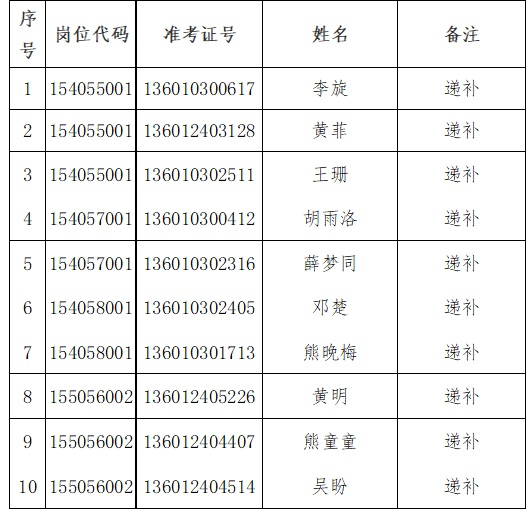 序号 岗位代码 准考证号 姓名 备注
1 154055001 136010300617 李旋 递补
2 154055001 136012403128 黄菲 递补
3 154055001 136010302511 王珊 递补
4 154057001 136010300412 胡雨洛 递补
5 154057001 136010302316 薛梦同 递补
6 154058001 136010302405 邓楚 递补
7 154058001 136010301713 熊晚梅 递补
8 155056002 136012405226 黄明 递补
9 155056002 136012404407 熊童童 递补
10 155056002 136012404514 吴盼 递补